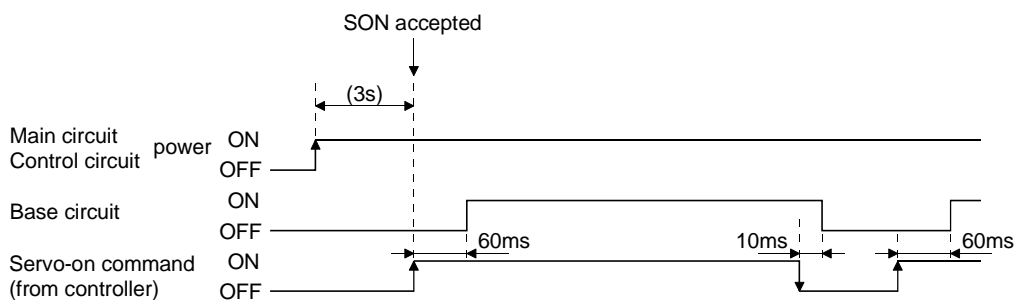 SON accepted
(3s)
Main circuit
Control circuit power
ON
OFF
Base circuit
ON
OFF
60ms
10ms
60ms
Servo-on command
(from controller)
ON
OFF